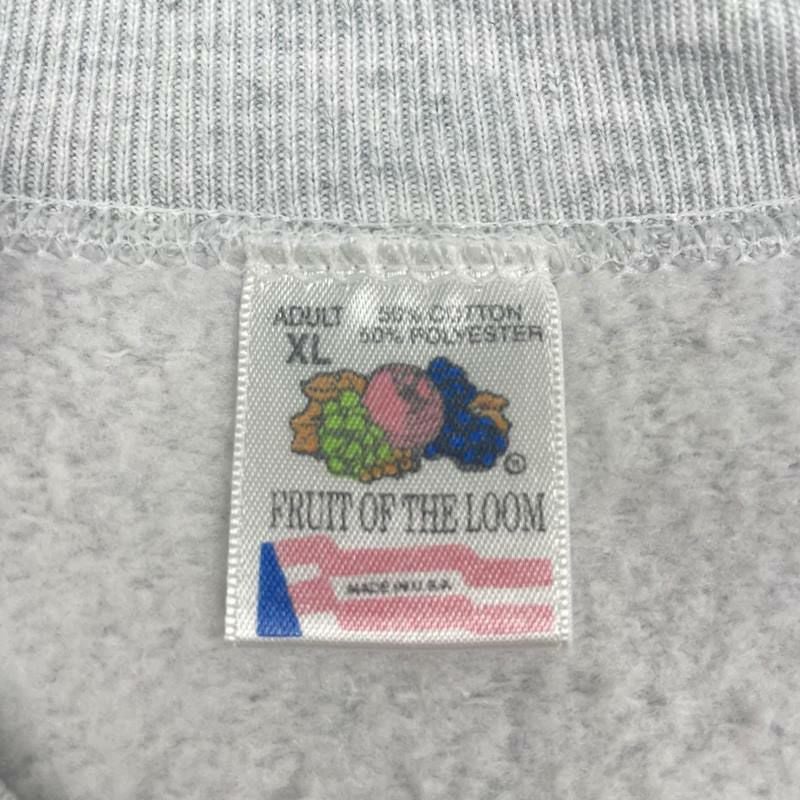 ADULT
XL
50% COTTON
50% POLYESTER
®
FRUIT OF THE LOOM
MADE IN U.S.A.